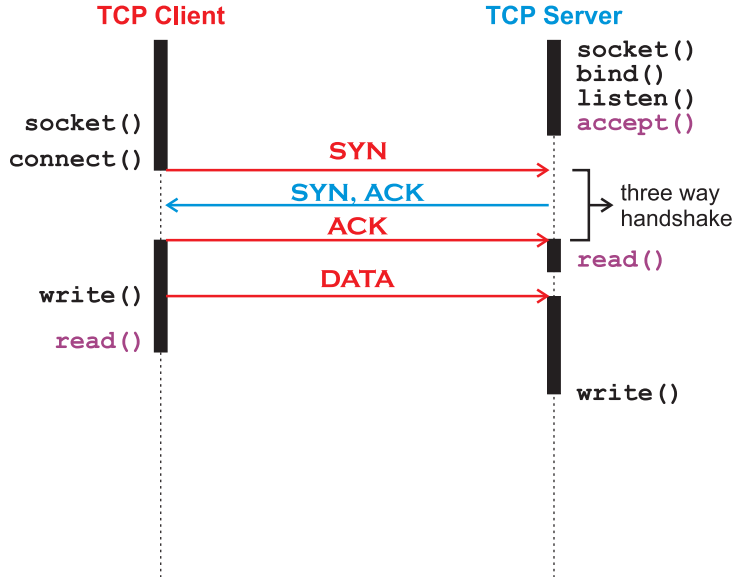 TCP Client
TCP Server
socket()
bind()
listen()
accept()
socket()
connect()
SYN
SYN, ACK
three way
handshake
ACK
read()
DATA
write()
read()
write()